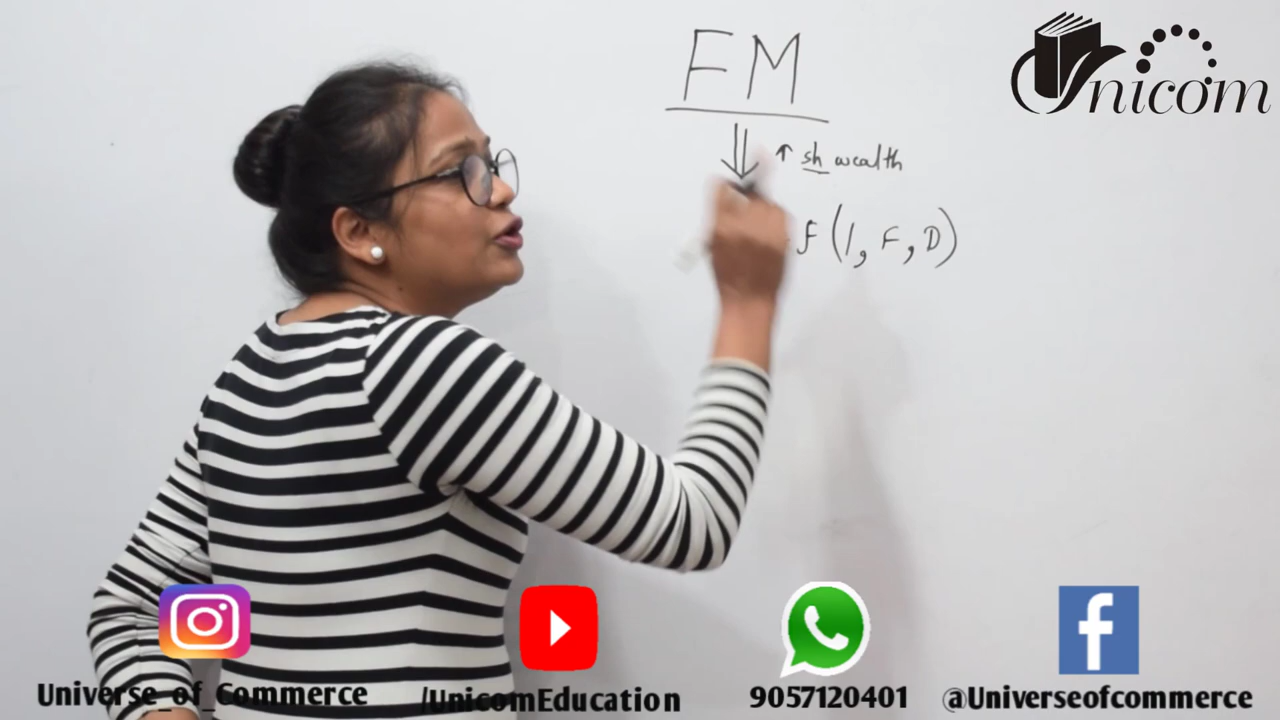 FM
Unicom
↑ sh wealth
f (I, F, D)
Universe_of_Commerce
/UnicomEducation
9057120401
@Universeofcommerce